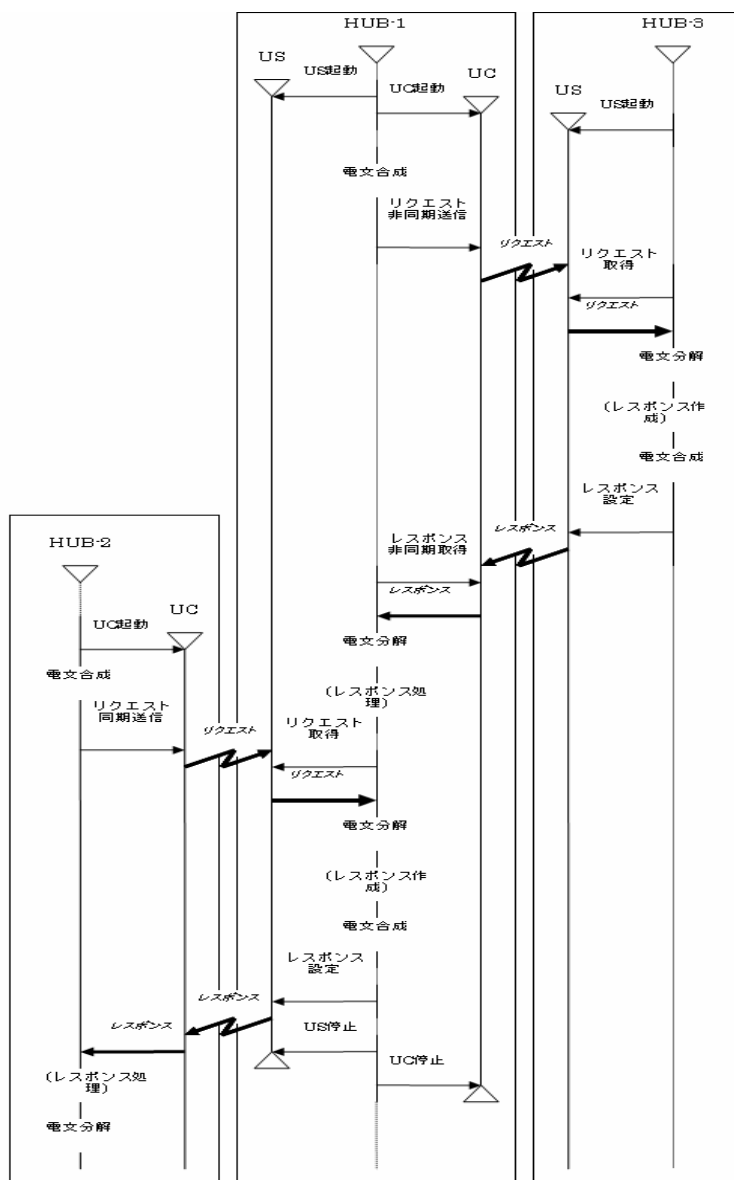 HUB-1
HUB-3
US
US起動
UC起動
UC
US
US起動
電文合成
リクエスト
非同期送信
リクエスト
リクエスト
取得
リクエスト
電文分解
(レスポンス作
成)
電文合成
レスポンス
設定
レスポンス
レスポンス
非同期取得
レスポンス
HUB-2
UC
UC起動
電文合成
電文分解
(レスポンス処
理)
リクエスト
同期送信
リクエスト
リクエスト
取得
リクエスト
電文分解
(レスポンス作
成)
電文合成
レスポンス
設定
レスポンス
レスポンス
US停止
UC停止
(レスポンス処
理)
電文分解